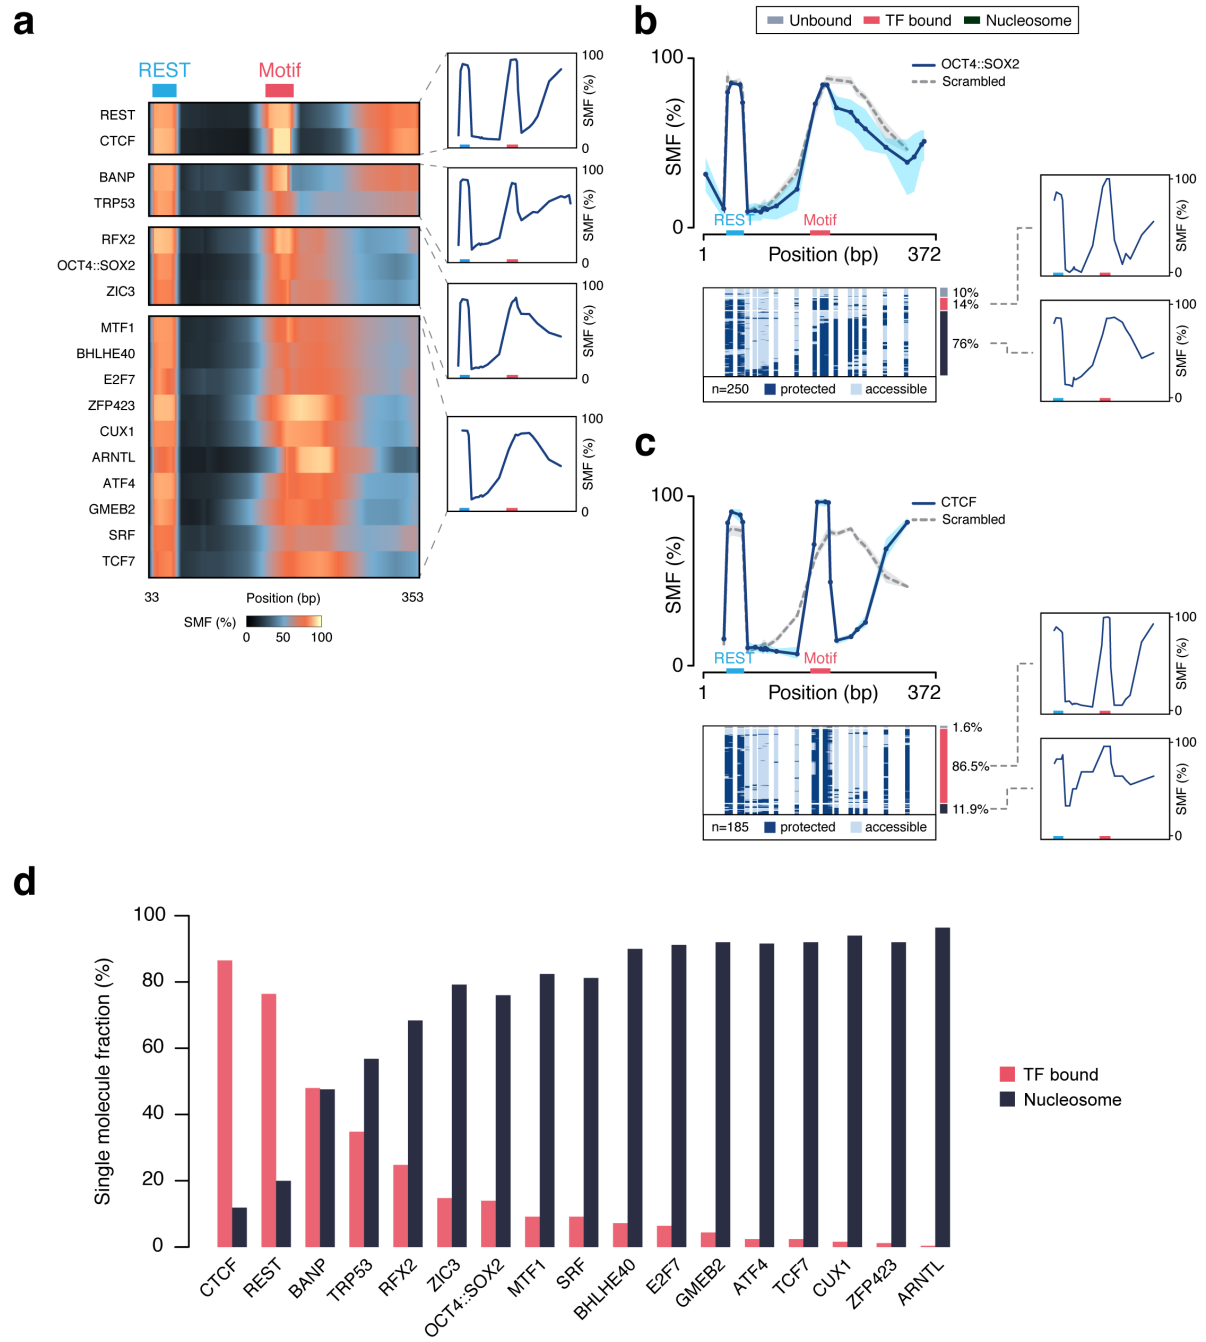 a
REST
Motif
REST
CTCF
BANP
TRP53
RFX2
OCT4::SOX2
ZIC3
MTF1
BHLHE40
E2F7
ZFP423
CUX1
ARNTL
ATF4
GMEB2
SRF
TCF7
33
Position (bp)
353
SMF (%)
0
50
100
100
SMF (%)
0
100
SMF (%)
0
100
SMF (%)
0
100
SMF (%)
0
b
Unbound
TF bound
Nucleosome
100
SMF (%)
0
OCT4::SOX2
Scrambled
REST
Motif
1
Position (bp)
372
10%
14%
76%
n=250
protected
accessible
100
SMF (%)
0
100
SMF (%)
0
c
100
SMF (%)
0
CTCF
Scrambled
REST
Motif
1
Position (bp)
372
1.6%
86.5%
11.9%
n=185
protected
accessible
100
SMF (%)
0
100
SMF (%)
0
d
Single molecule fraction (%)
100
80
60
40
20
0
CTCF
REST
BANP
TRP53
RFX2
ZIC3
OCT4::SOX2
MTF1
SRF
BHLHE40
E2F7
GMEB2
ATF4
TCF7
CUX1
ZFP423
ARNTL
TF bound
Nucleosome